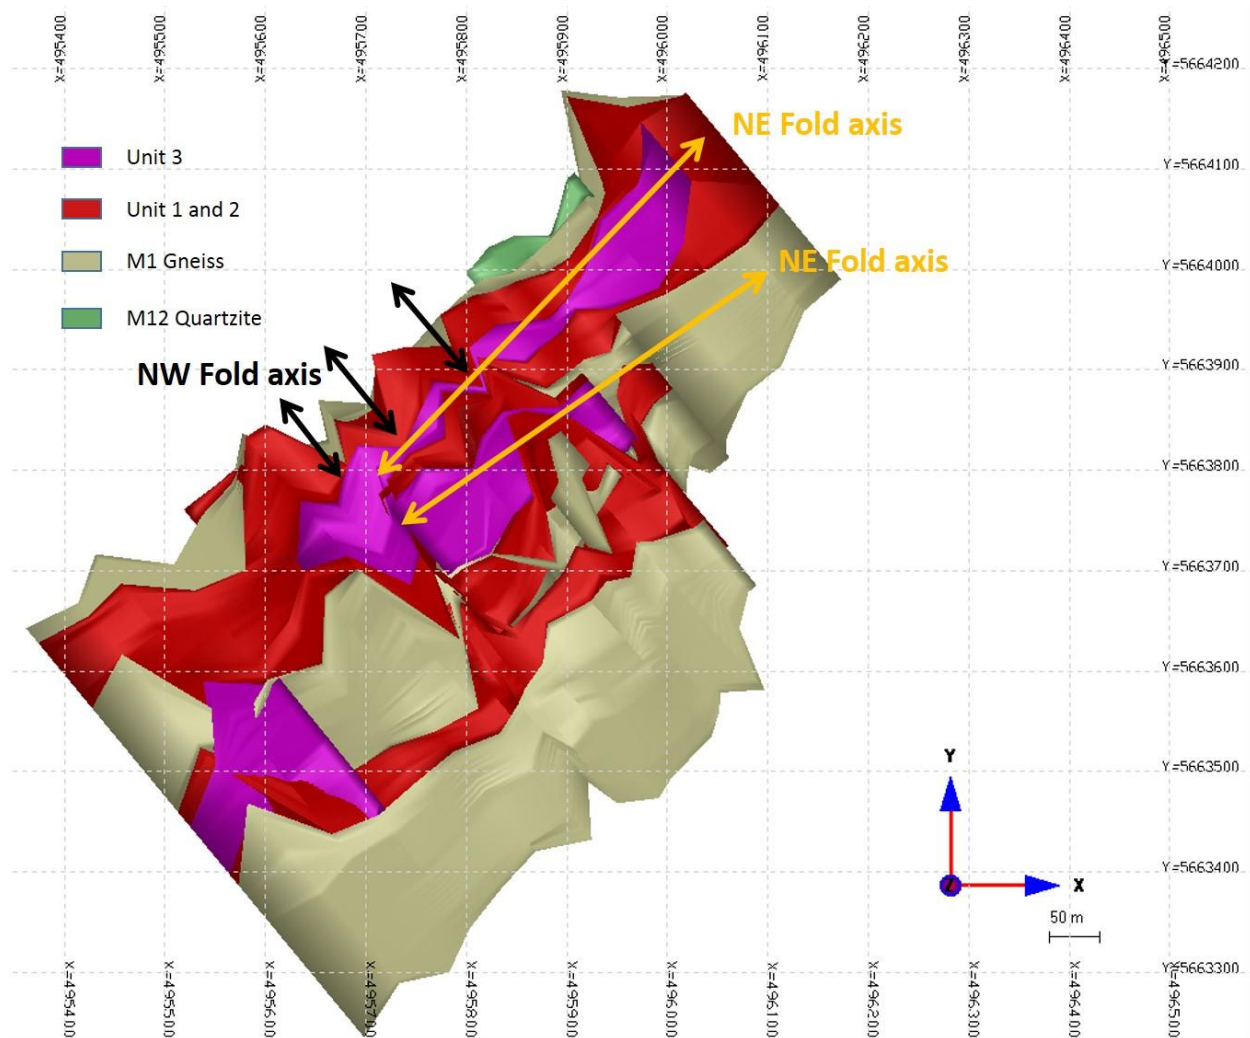 X=495400 X=495500 X=495600 X=495700 X=495800 X=495900 X=496000 X=496100 X=496200 X=496300 X=496400 X=496500
Y=5664200
NE Fold axis
Unit 3
Y=5664100
Unit 1 and 2
M1 Gneiss
NE Fold axis
Y=5664000
M12 Quartzite
NW Fold axis
Y=5663900
Y=5663800
Y=5663700
Y=5663600
Y
Y=5663500
Y=5663400
Z
X
50 m
Y=5663300
X=495400 X=495500 X=495600 X=495700 X=495800 X=495900 X=496000 X=496100 X=496200 X=496300 X=496400 X=496500